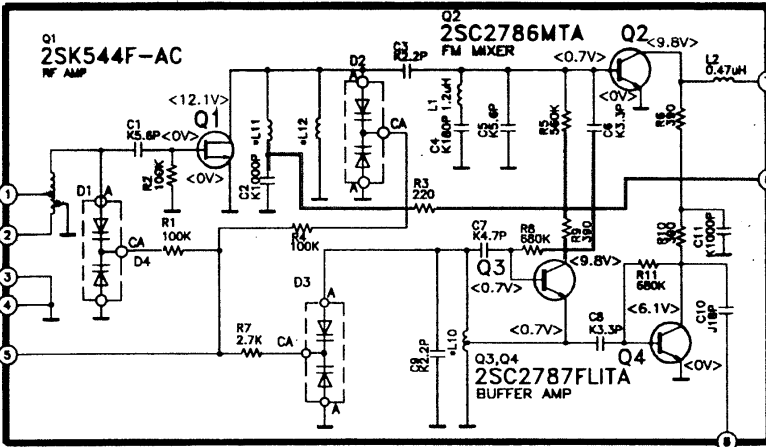 Q1
2SK544F-AC
RF AMP
Q2
2SC2786MTA
FM MIXER
<12.1V>
Q1
<0V>
<0V>
C1
K5.6P
R2
100K
D1
A
CA
D4
R1
100K
C2
K1000P
*L11
*L12
D2
A
CA
A
C3
K2.2P
L1
1.2uH
C4
K180P
C5
K5.6P
<0.7V>
Q2
<9.8V>
<0V>
R5
560K
C6
K3.3P
R6
390
L2
0.47uH
R3
220
R4
100K
C7
K4.7P
R8
680K
R9
390
Q3
<0.7V>
<9.8V>
<0.7V>
C8
K3.3P
R11
680K
R10
390
C11
K1000P
C10
J18P
<6.1V>
Q4
<0V>
D3
A
CA
A
R7
2.7K
C9
K2.2P
*L10
Q3,Q4
2SC2787FLITA
BUFFER AMP
1
2
3
4
5